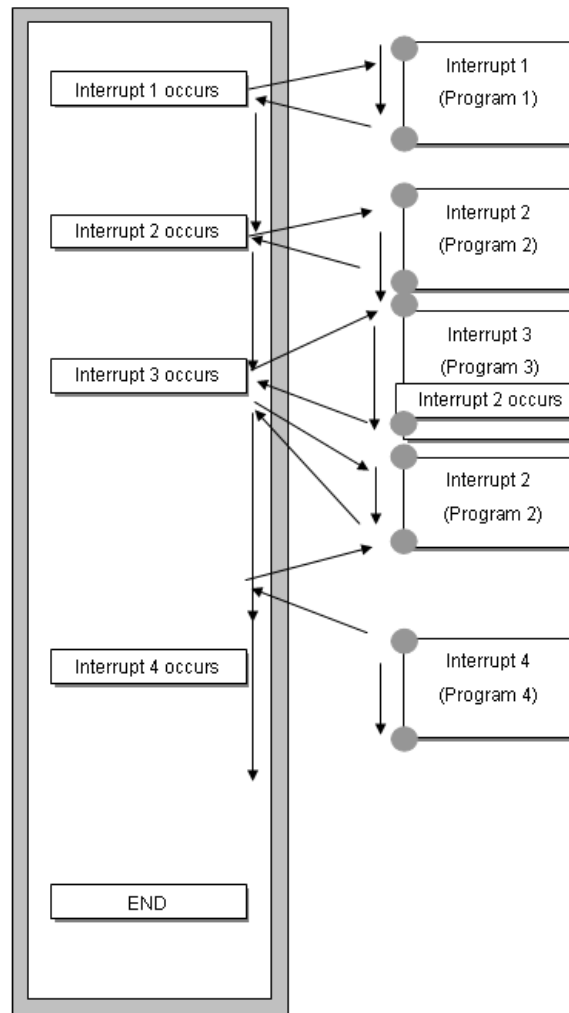 Interrupt 1 occurs
Interrupt 1
(Program 1)
Interrupt 2 occurs
Interrupt 2
(Program 2)
Interrupt 3 occurs
Interrupt 3
(Program 3)
Interrupt 2 occurs
Interrupt 2
(Program 2)
Interrupt 4 occurs
Interrupt 4
(Program 4)
END